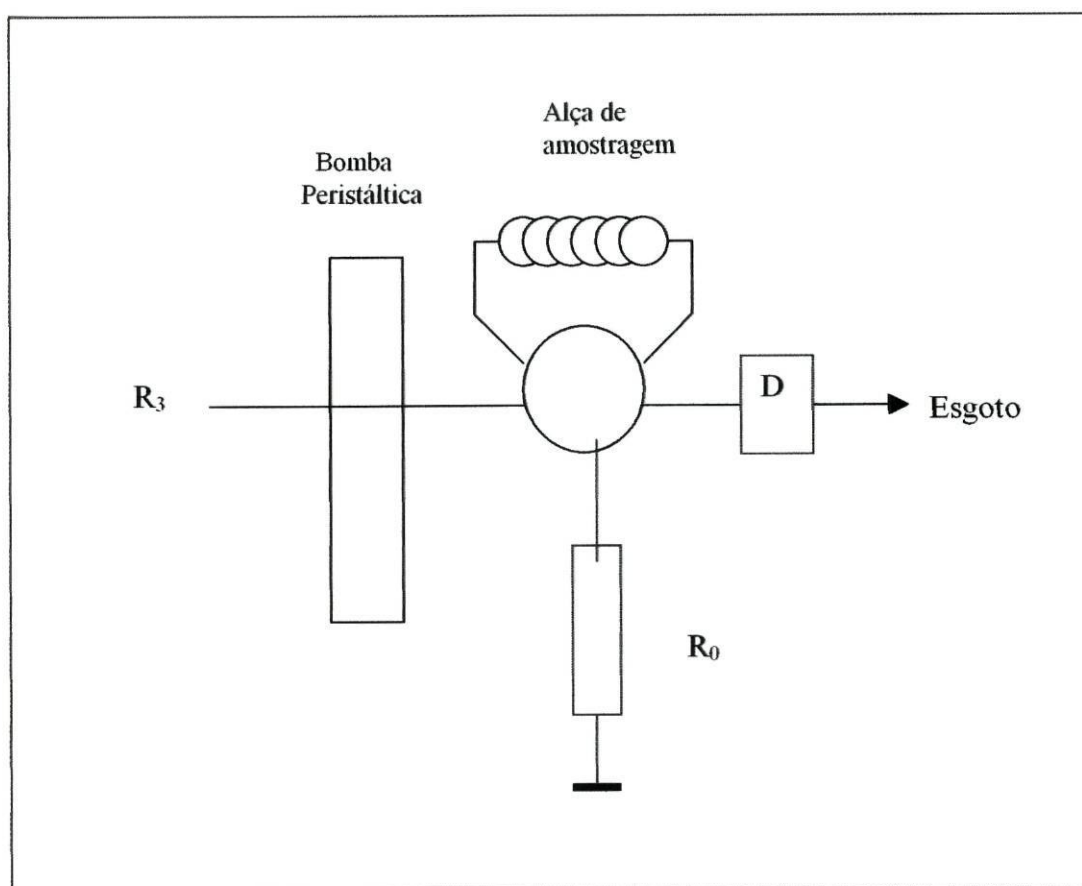 Alça de
amostragem
Bomba
Peristáltica
R₃
D
Esgoto
R₀